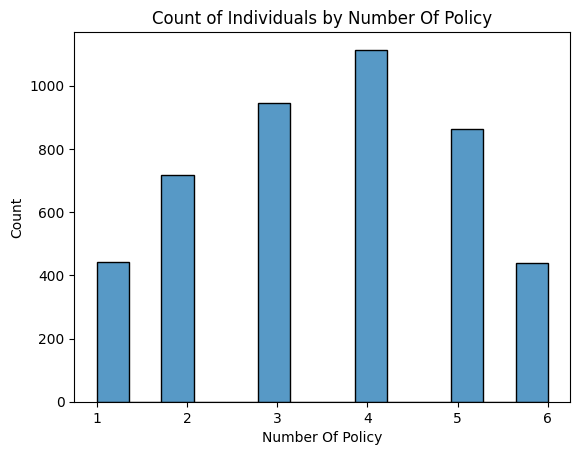 Count of Individuals by Number Of Policy
1000
800
600
400
200
0
Count
1 2 3 4 5 6
Number Of Policy